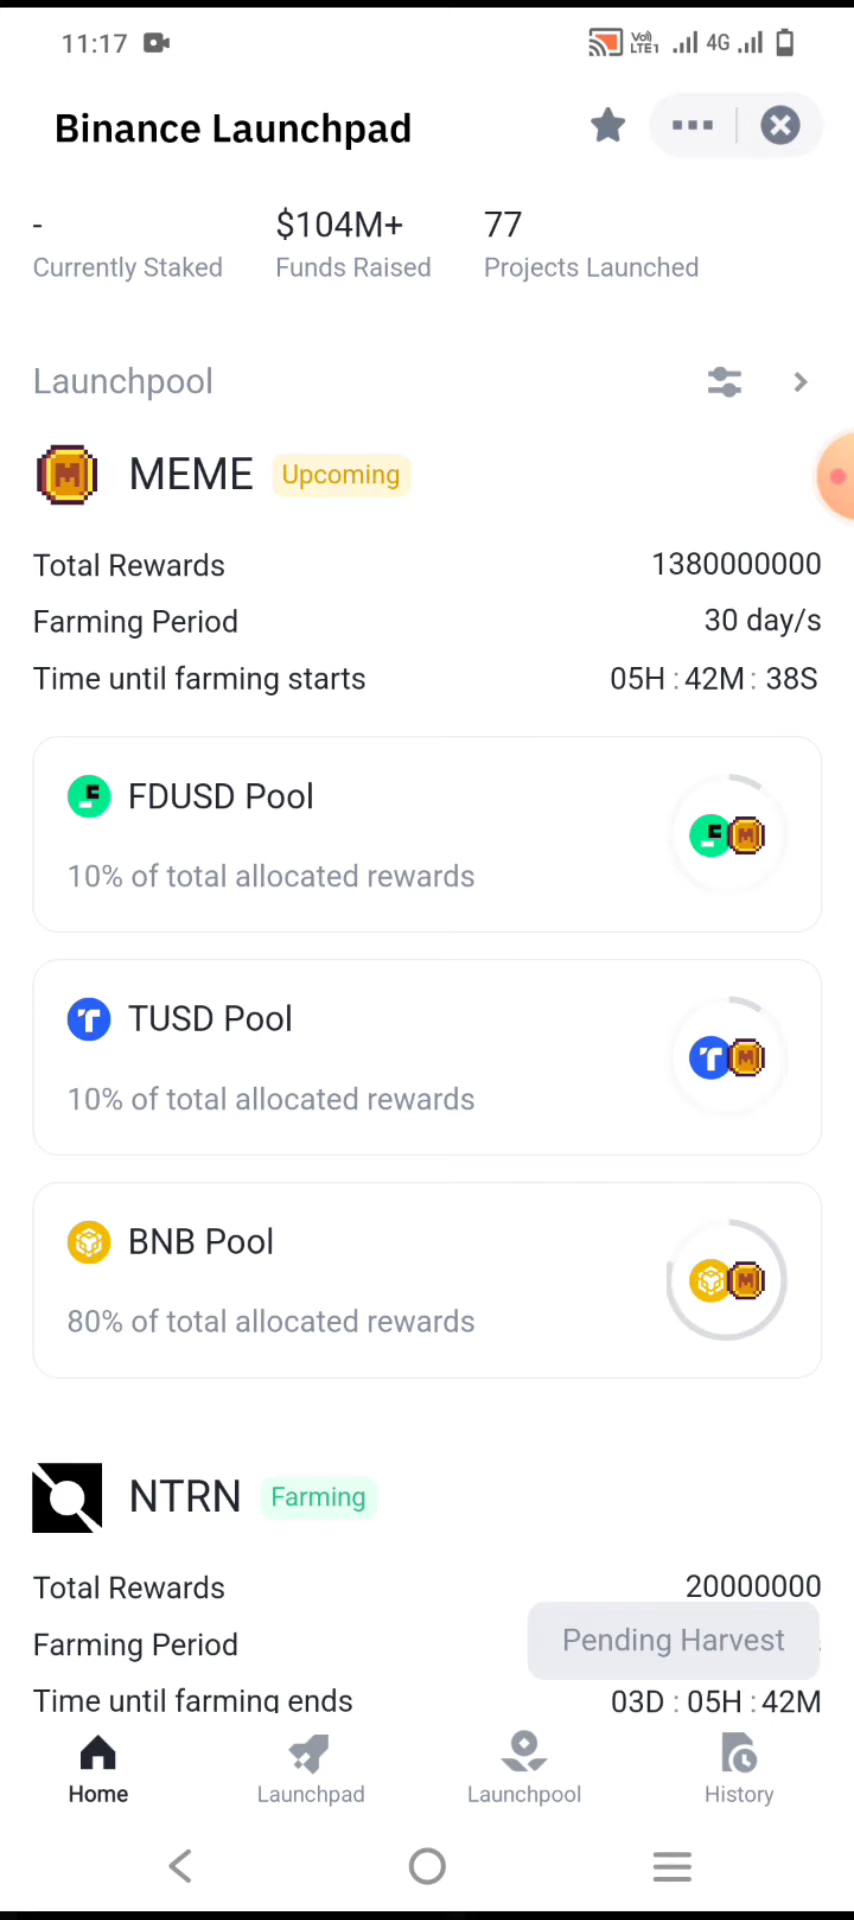 11:17
Vo)) LTE1 4G
Binance Launchpad
- $104M+ 77
Currently Staked Funds Raised Projects Launched
Launchpool
MEME Upcoming
Total Rewards 1380000000
Farming Period 30 day/s
Time until farming starts 05H : 42M : 38S
FDUSD Pool
10% of total allocated rewards
TUSD Pool
10% of total allocated rewards
BNB Pool
80% of total allocated rewards
NTRN Farming
Total Rewards 20000000
Farming Period
Pending Harvest
Time until farming ends 03D : 05H : 42M
Home Launchpad Launchpool History